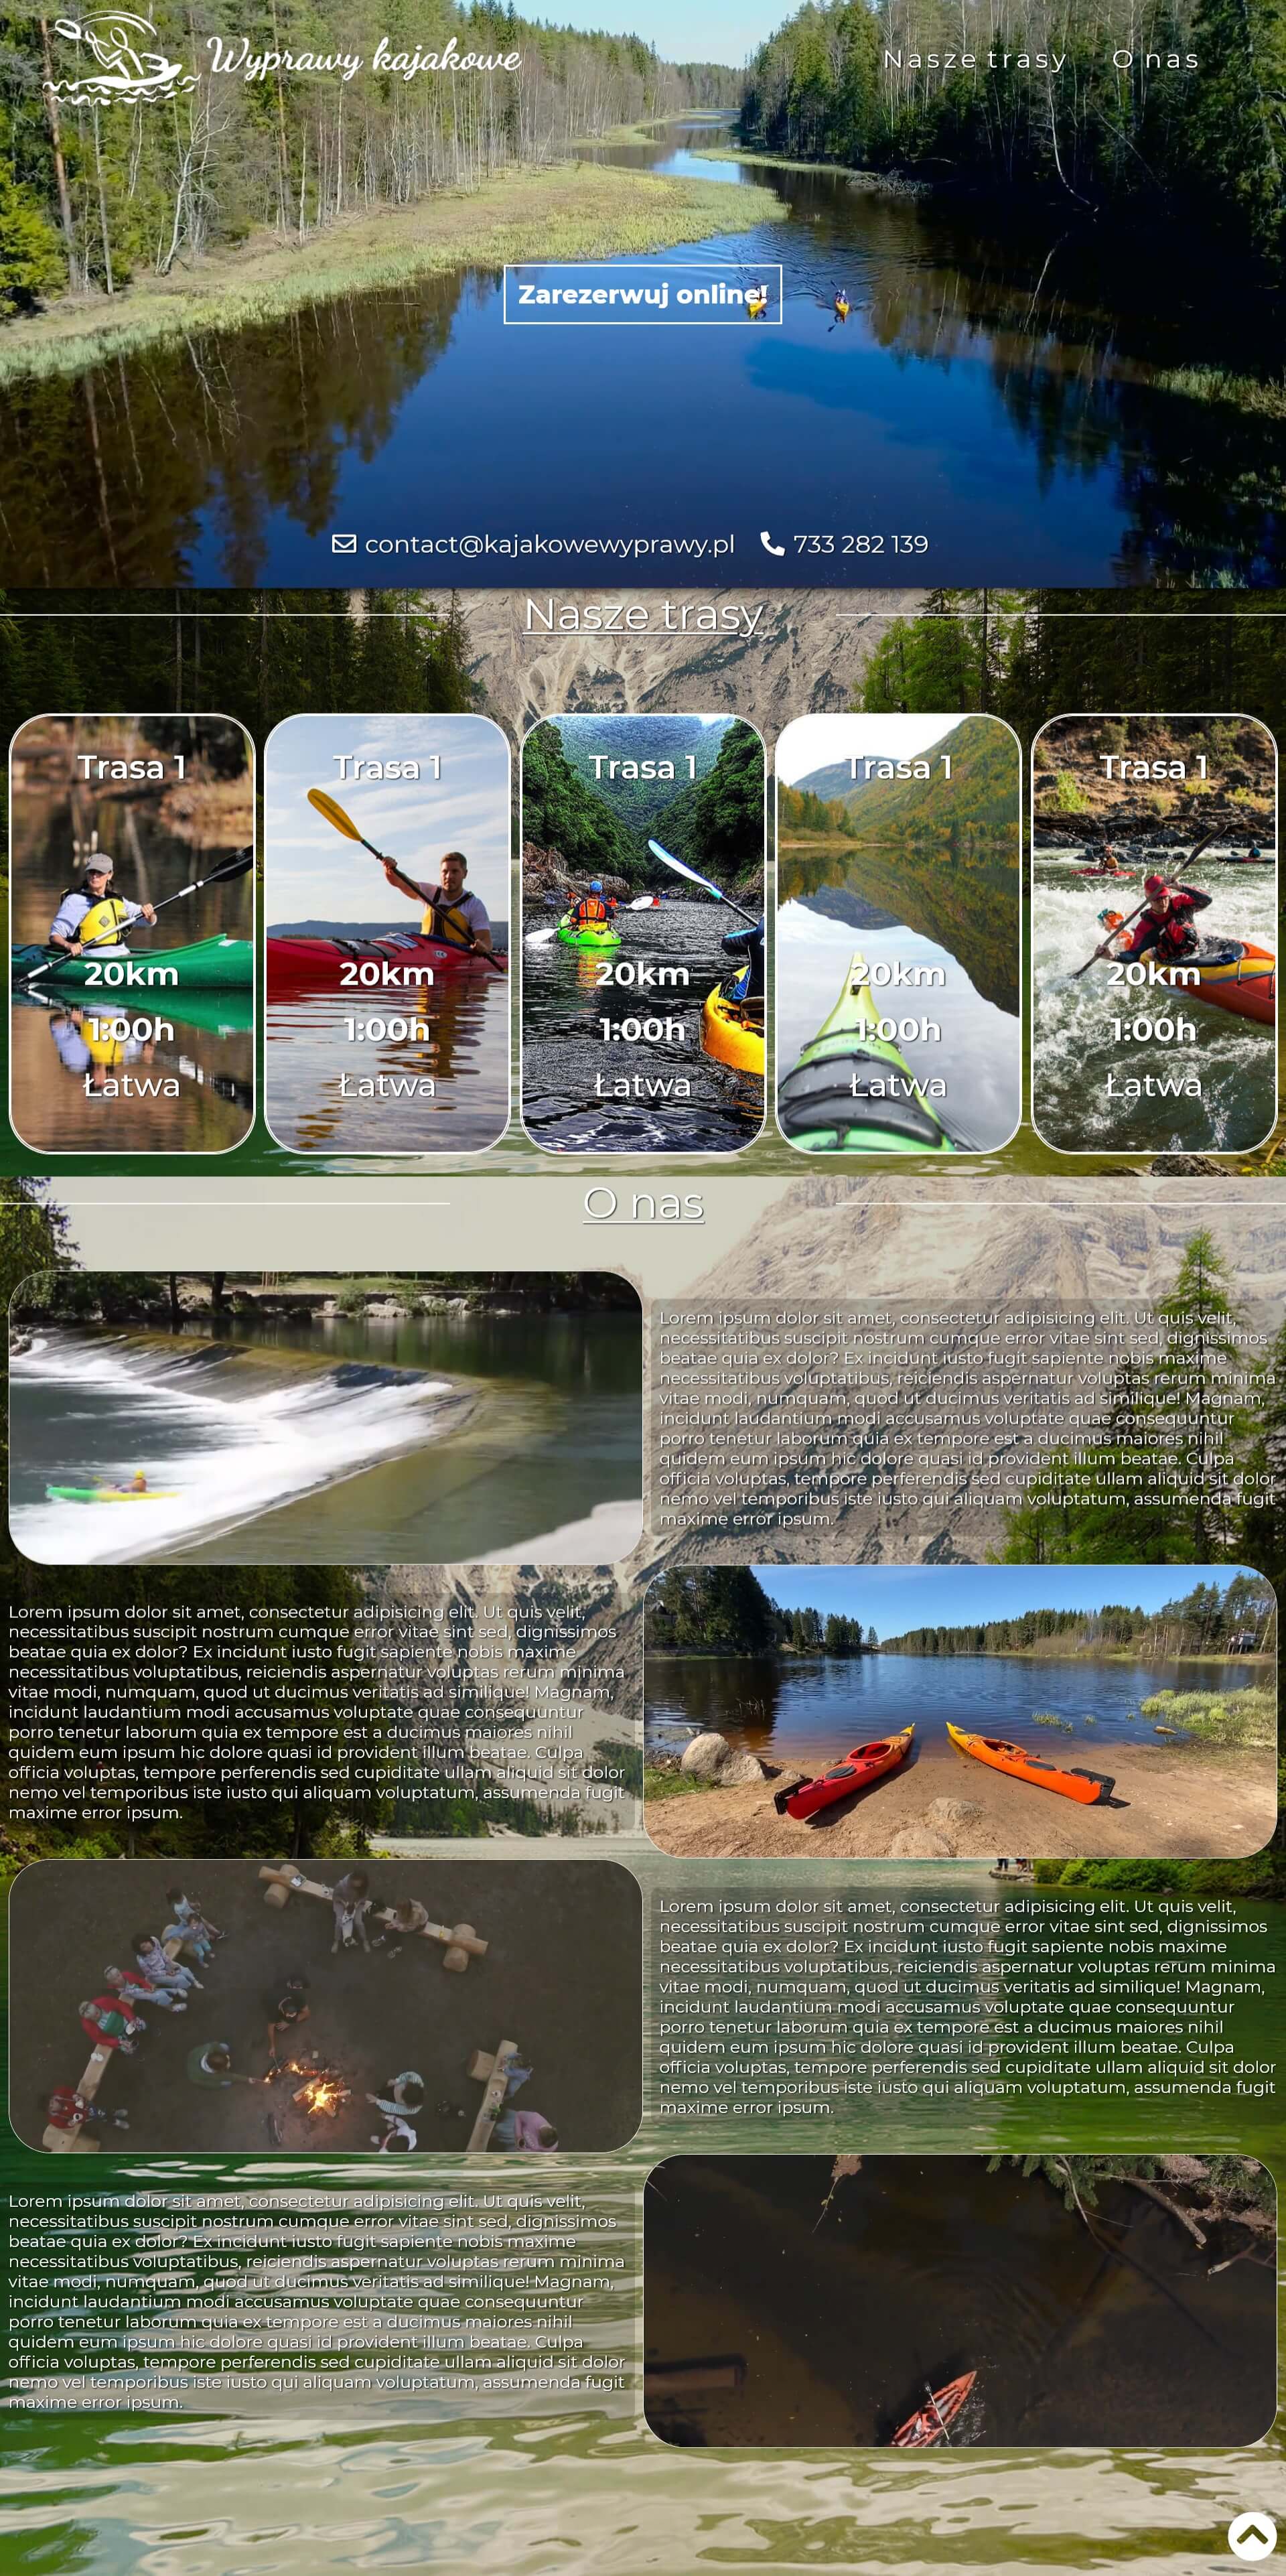 Wyprawy kajakowe
Nasze trasy
O nas
Zarezerwuj online!
contact@kajakowewyprawy.pl
733 282 139
Nasze trasy
Trasa 1
20km
1:00h
Łatwa
Trasa 1
20km
1:00h
Łatwa
Trasa 1
20km
1:00h
Łatwa
Trasa 1
20km
1:00h
Łatwa
Trasa 1
20km
1:00h
Łatwa
O nas
Lorem ipsum dolor sit amet, consectetur adipisicing elit. Ut quis velit,
necessitatibus suscipit nostrum cumque error vitae sint sed, dignissimos
beatae quia ex dolor? Ex incidunt iusto fugit sapiente nobis maxime
necessitatibus voluptatibus, reiciendis aspernatur voluptas rerum minima
vitae modi, numquam, quod ut ducimus veritatis ad similique! Magnam,
incidunt laudantium modi accusamus voluptate quae consequuntur
porro tenetur laborum quia ex tempore est a ducimus maiores nihil
quidem eum ipsum hic dolore quasi id provident illum beatae. Culpa
officia voluptas, tempore perferendis sed cupiditate ullam aliquid sit dolor
nemo vel temporibus iste iusto qui aliquam voluptatum, assumenda fugit
maxime error ipsum.
Lorem ipsum dolor sit amet, consectetur adipisicing elit. Ut quis velit,
necessitatibus suscipit nostrum cumque error vitae sint sed, dignissimos
beatae quia ex dolor? Ex incidunt iusto fugit sapiente nobis maxime
necessitatibus voluptatibus, reiciendis aspernatur voluptas rerum minima
vitae modi, numquam, quod ut ducimus veritatis ad similique! Magnam,
incidunt laudantium modi accusamus voluptate quae consequuntur
porro tenetur laborum quia ex tempore est a ducimus maiores nihil
quidem eum ipsum hic dolore quasi id provident illum beatae. Culpa
officia voluptas, tempore perferendis sed cupiditate ullam aliquid sit dolor
nemo vel temporibus iste iusto qui aliquam voluptatum, assumenda fugit
maxime error ipsum.
Lorem ipsum dolor sit amet, consectetur adipisicing elit. Ut quis velit,
necessitatibus suscipit nostrum cumque error vitae sint sed, dignissimos
beatae quia ex dolor? Ex incidunt iusto fugit sapiente nobis maxime
necessitatibus voluptatibus, reiciendis aspernatur voluptas rerum minima
vitae modi, numquam, quod ut ducimus veritatis ad similique! Magnam,
incidunt laudantium modi accusamus voluptate quae consequuntur
porro tenetur laborum quia ex tempore est a ducimus maiores nihil
quidem eum ipsum hic dolore quasi id provident illum beatae. Culpa
officia voluptas, tempore perferendis sed cupiditate ullam aliquid sit dolor
nemo vel temporibus iste iusto qui aliquam voluptatum, assumenda fugit
maxime error ipsum.
Lorem ipsum dolor sit amet, consectetur adipisicing elit. Ut quis velit,
necessitatibus suscipit nostrum cumque error vitae sint sed, dignissimos
beatae quia ex dolor? Ex incidunt iusto fugit sapiente nobis maxime
necessitatibus voluptatibus, reiciendis aspernatur voluptas rerum minima
vitae modi, numquam, quod ut ducimus veritatis ad similique! Magnam,
incidunt laudantium modi accusamus voluptate quae consequuntur
porro tenetur laborum quia ex tempore est a ducimus maiores nihil
quidem eum ipsum hic dolore quasi id provident illum beatae. Culpa
officia voluptas, tempore perferendis sed cupiditate ullam aliquid sit dolor
nemo vel temporibus iste iusto qui aliquam voluptatum, assumenda fugit
maxime error ipsum.